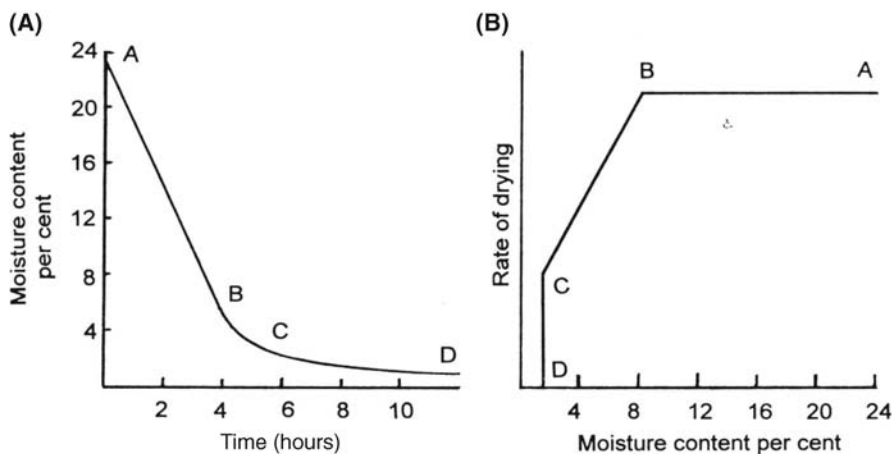 (A)
24
A
20
16
12
8
B
4
C
D
2
4
6
8
10
Moisture content
per cent
Time (hours)
(B)
B
A
C
D
4
8
12
16
20
24
Rate of drying
Moisture content per cent